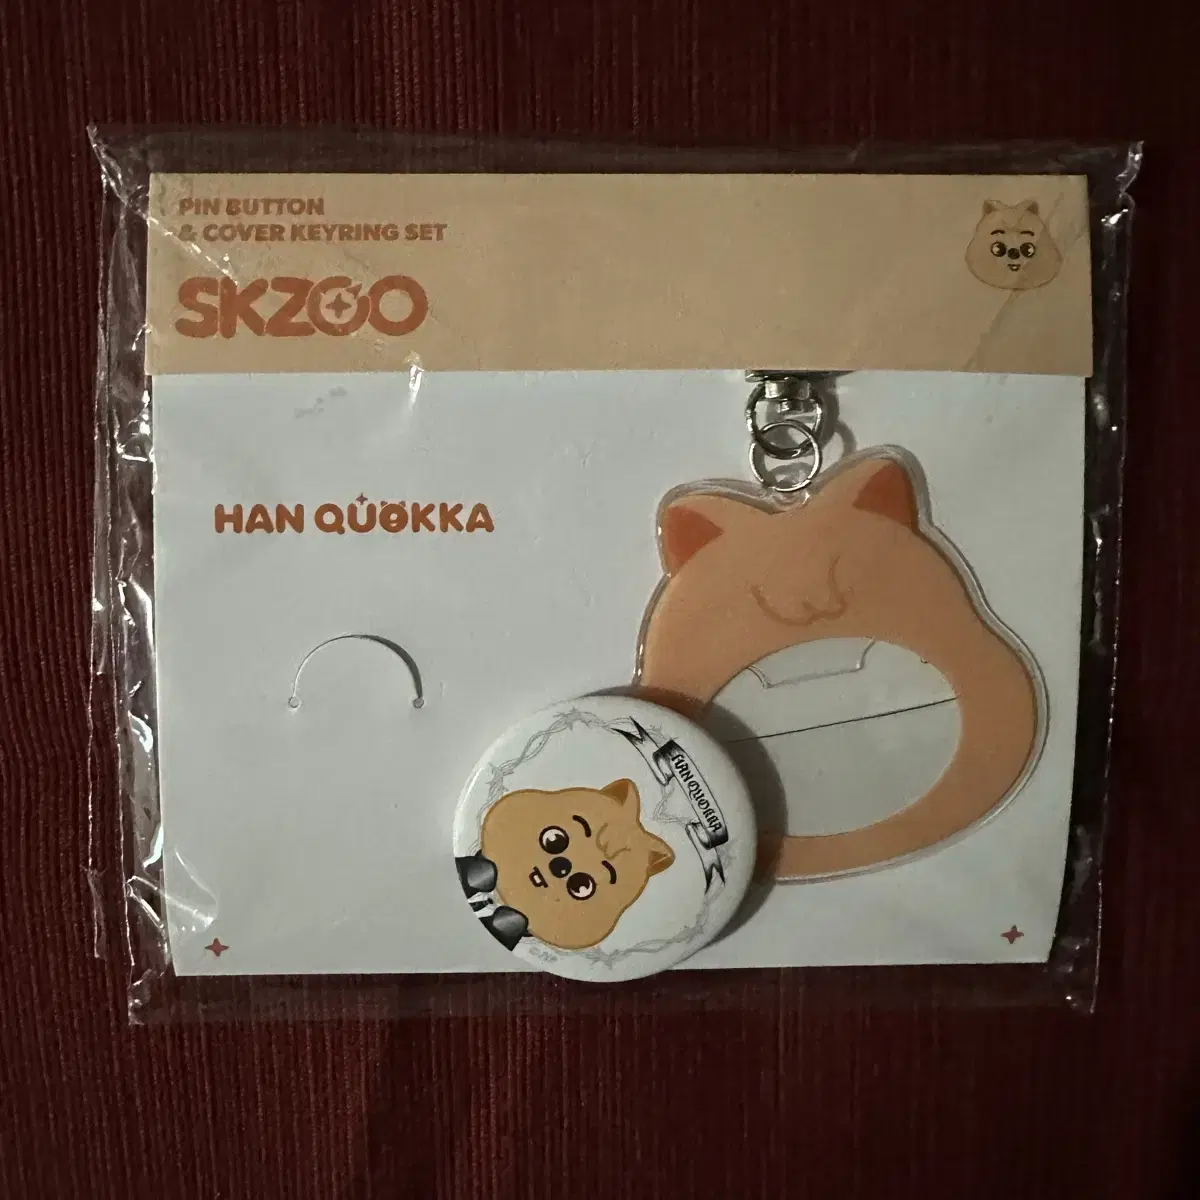 PIN BUTTON
& COVER KEYRING SET
SKZOO
HAN QUOKKA
HAN QUOKKA